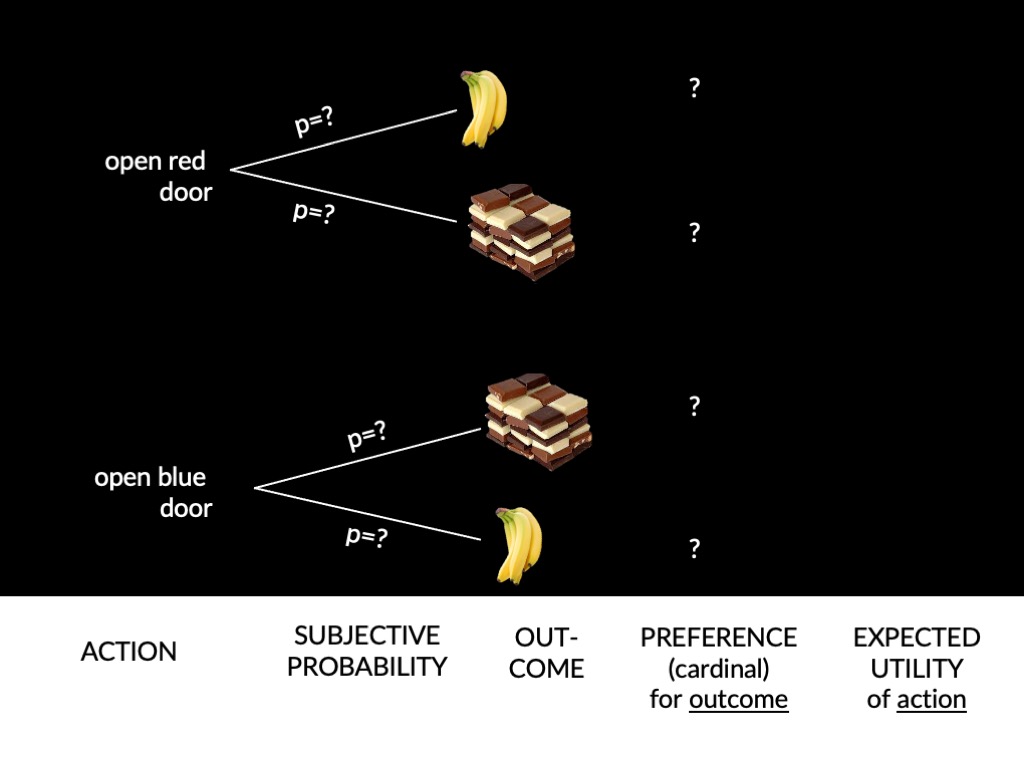 p=?
?
open red
door
p=?
?
p=?
?
open blue
door
p=?
?
ACTION
SUBJECTIVE
PROBABILITY
OUT-
COME
PREFERENCE
(cardinal)
for outcome
EXPECTED
UTILITY
of action